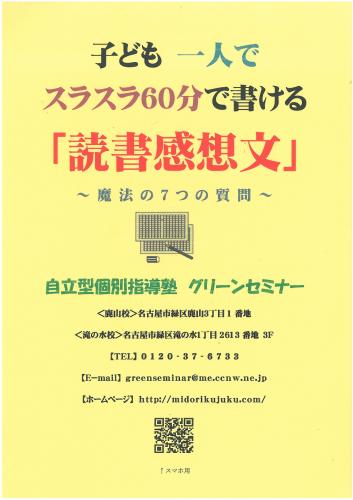 子ども 一人で
スラスラ60分で書ける
「読書感想文」
～魔法の7つの質問～
自立型個別指導塾 グリーンセミナー
<鹿山校>名古屋市緑区鹿山3丁目1 番地
<滝の水校>名古屋市緑区滝の水1丁目2613 番地 3F
【TEL】0120-37-6733
【E-mail】greenseminar@me.ccnw.ne.jp
【ホームページ】http://midorikujuku.com/
↑スマホ用